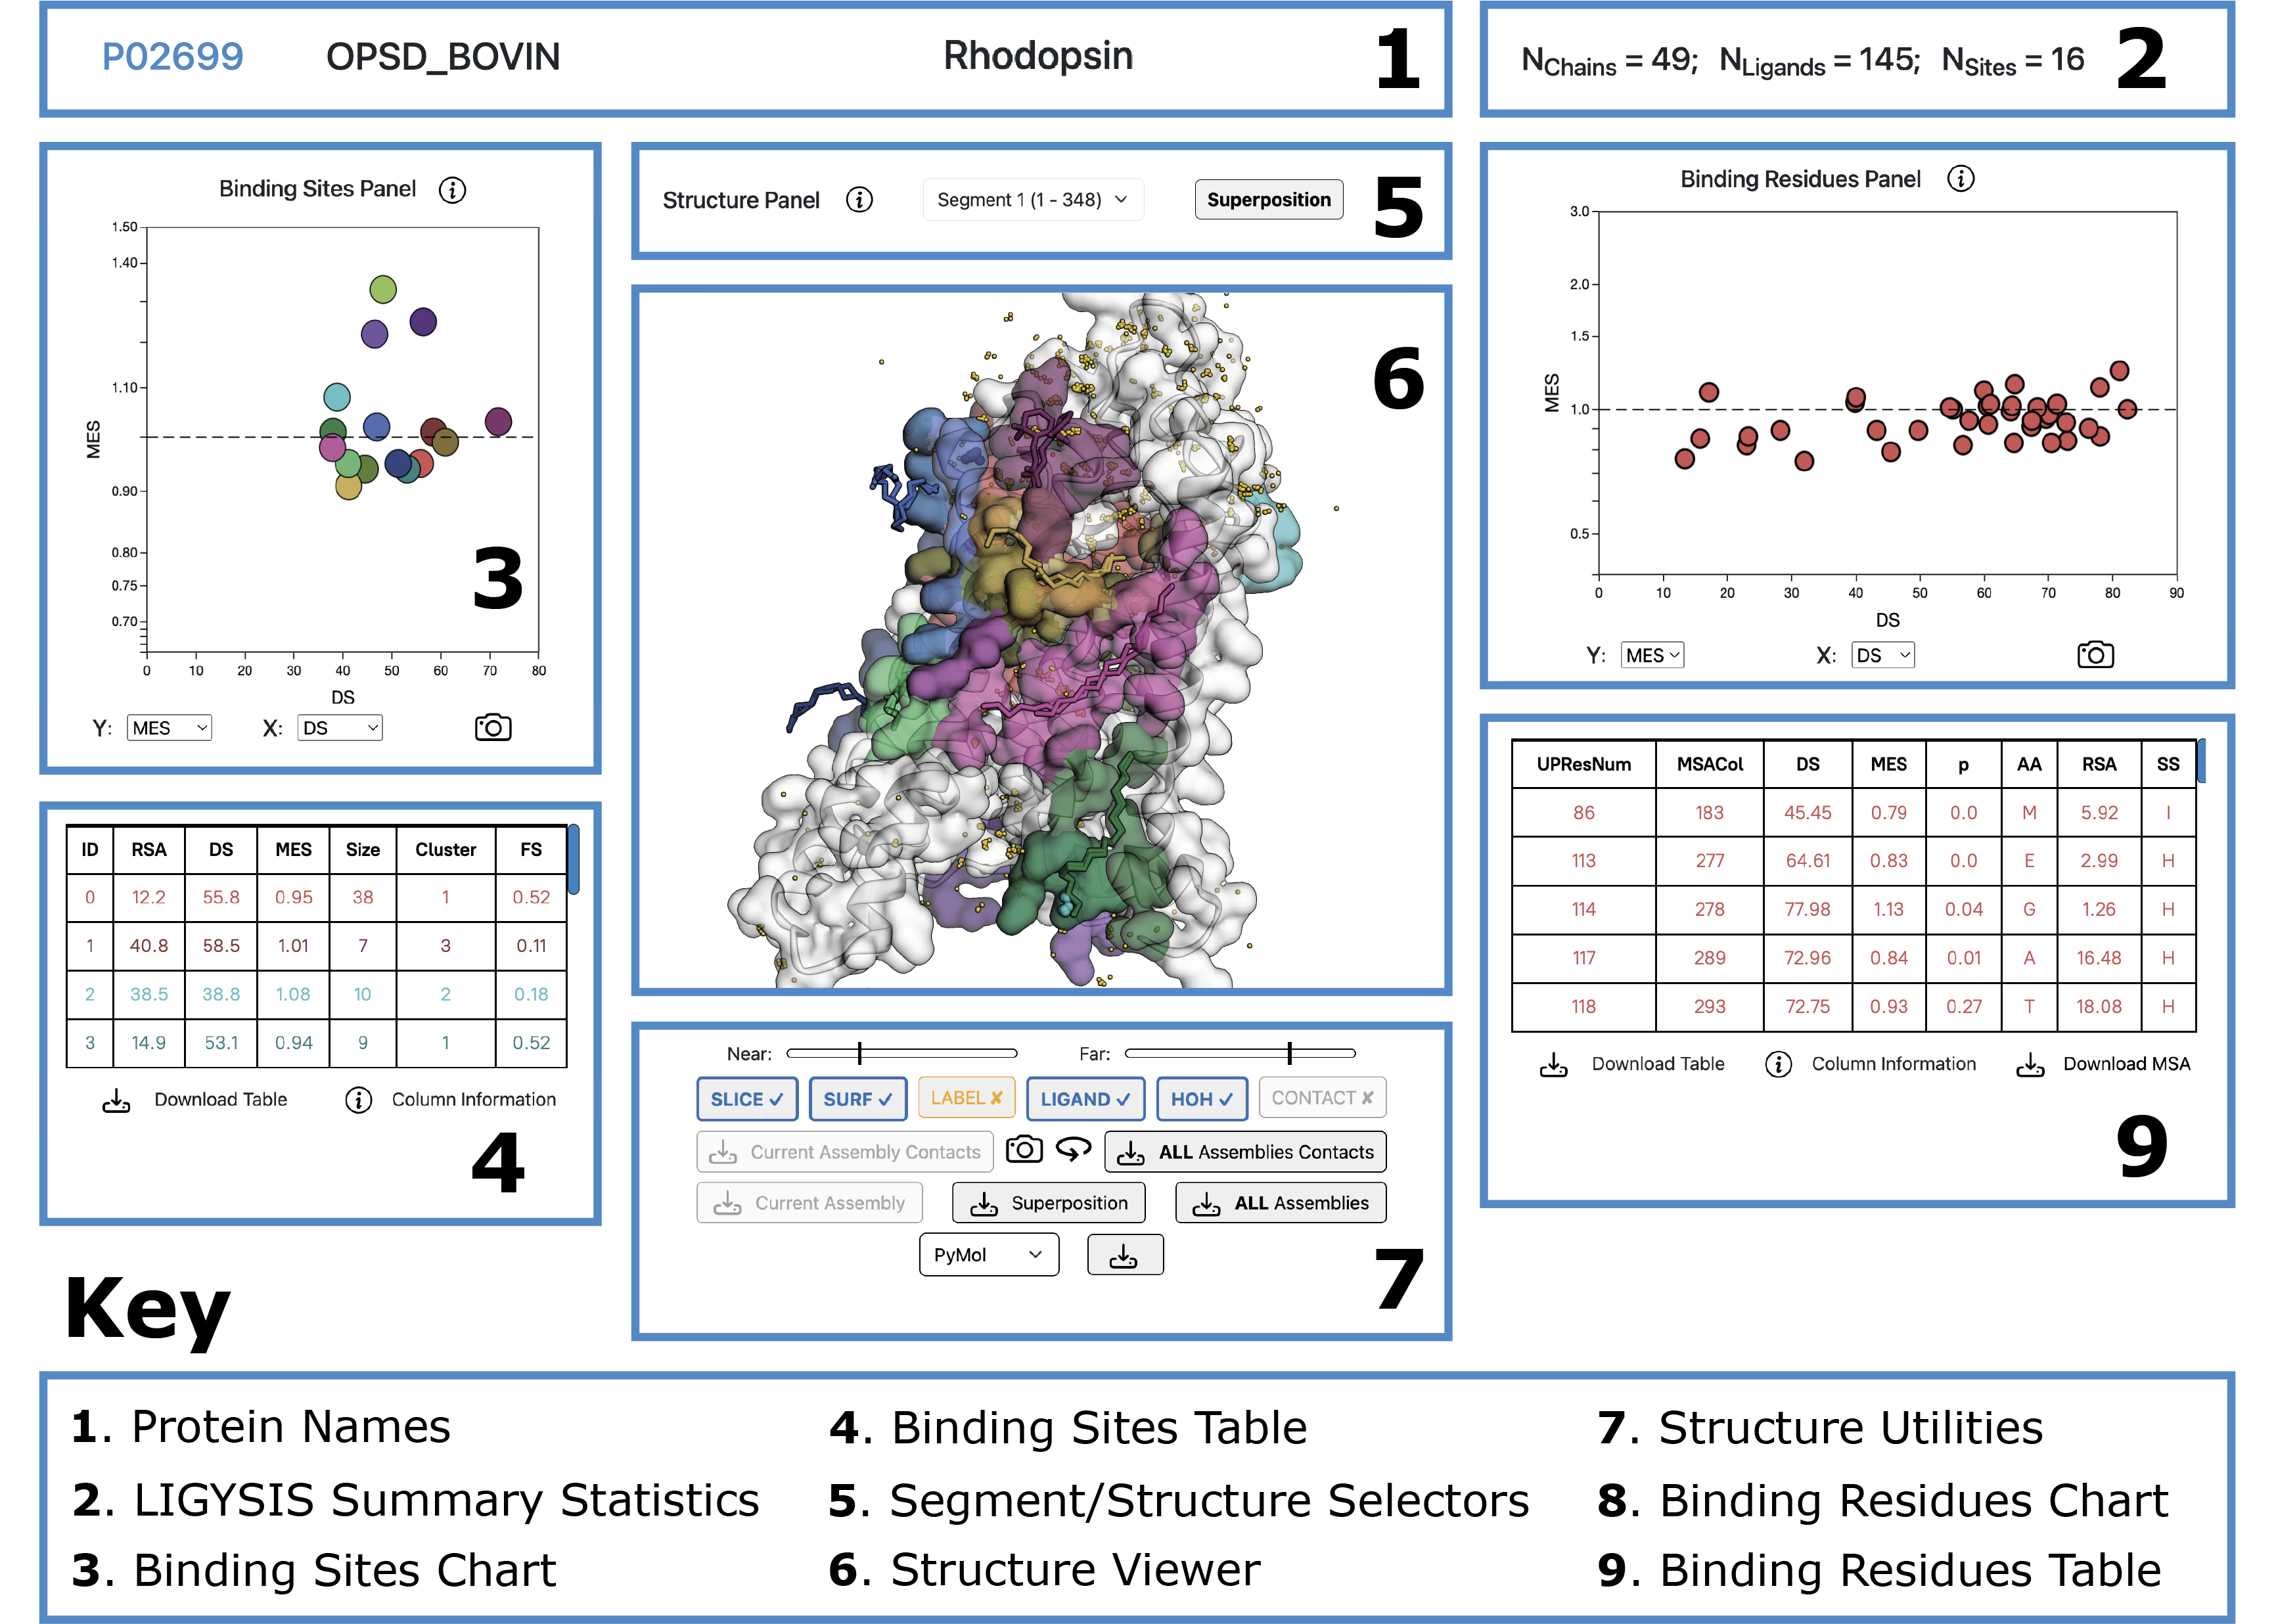 P02699 OPSD_BOVIN Rhodopsin 1
NChains = 49; NLigands = 145; NSites = 16 2
Binding Sites Panel i
1.50
1.40
1.10
MES
0.90
0.80
0.75
0.70
0 10 20 30 40 50 60 70 80
DS
Y: MES X: DS
3
ID RSA DS MES Size Cluster FS
0 12.2 55.8 0.95 38 1 0.52
1 40.8 58.5 1.01 7 3 0.11
2 38.5 38.8 1.08 10 2 0.18
3 14.9 53.1 0.94 9 1 0.52
Download Table i Column Information
4
Structure Panel i Segment 1 (1 - 348) Superposition 5
6
Near: Far:
SLICE ✓ SURF ✓ LABEL ✘ LIGAND ✓ HOH ✓ CONTACT ✘
Current Assembly Contacts ALL Assemblies Contacts
Current Assembly Superposition ALL Assemblies
PyMol
7
Binding Residues Panel i
3.0
2.0
1.5
MES
1.0
0.5
0 10 20 30 40 50 60 70 80 90
DS
Y: MES X: DS
UPResNum MSACol DS MES p AA RSA SS
86 183 45.45 0.79 0.0 M 5.92 I
113 277 64.61 0.83 0.0 E 2.99 H
114 278 77.98 1.13 0.04 G 1.26 H
117 289 72.96 0.84 0.01 A 16.48 H
118 293 72.75 0.93 0.27 T 18.08 H
Download Table i Column Information Download MSA
9
Key
1. Protein Names
2. LIGYSIS Summary Statistics
3. Binding Sites Chart
4. Binding Sites Table
5. Segment/Structure Selectors
6. Structure Viewer
7. Structure Utilities
8. Binding Residues Chart
9. Binding Residues Table